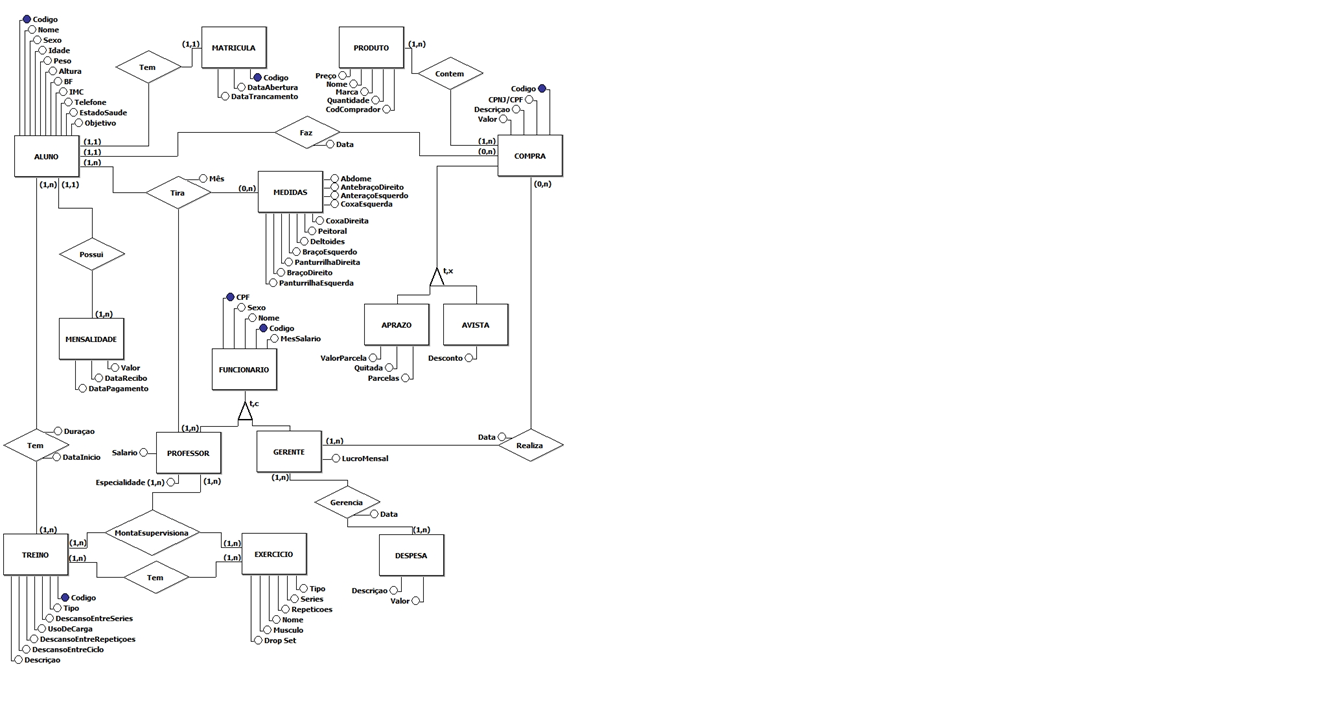 Codigo
Nome
Sexo
Idade
Peso
Altura
BF
IMC
Telefone
EstadoSaude
Objetivo
ALUNO
(1,1)
(1,1)
(1,n)
(1,n)
(1,1)
Tem
(1,1)
MATRICULA
Codigo
DataAbertura
DataTrancamento
PRODUTO
(1,n)
Preço
Nome
Marca
Quantidade
CodComprador
Contem
Codigo
CPNJ/CPF
Descriçao
Valor
(1,n)
(0,n)
COMPRA
(0,n)
Faz
Data
Mês
Tira
(0,n)
MEDIDAS
Abdome
AntebraçoDireito
AnteraçoEsquerdo
CoxaEsquerda
CoxaDireita
Peitoral
Deltoides
BraçoEsquerdo
PanturrilhaDireita
BraçoDireito
PanturrilhaEsquerda
Possui
(1,n)
MENSALIDADE
Valor
DataRecibo
DataPagamento
t,x
APRAZO
AVISTA
ValorParcela
Quitada
Parcelas
Desconto
CPF
Sexo
Nome
Codigo
MesSalario
FUNCIONARIO
t,c
Duraçao
Tem
DataInicio
(1,n)
Salario
PROFESSOR
Especialidade (1,n)
(1,n)
GERENTE
(1,n)
LucroMensal
(1,n)
Data
Realiza
Gerencia
Data
(1,n)
DESPESA
Descriçao
Valor
(1,n)
TREINO
(1,n)
(1,n)
MontaEsupervisiona
Tem
(1,n)
(1,n)
EXERCICIO
Codigo
Tipo
DescansoEntreSeries
UsoDeCarga
DescansoEntreRepetiçoes
DescansoEntreCiclo
Descriçao
Tipo
Series
Repeticoes
Nome
Musculo
Drop Set